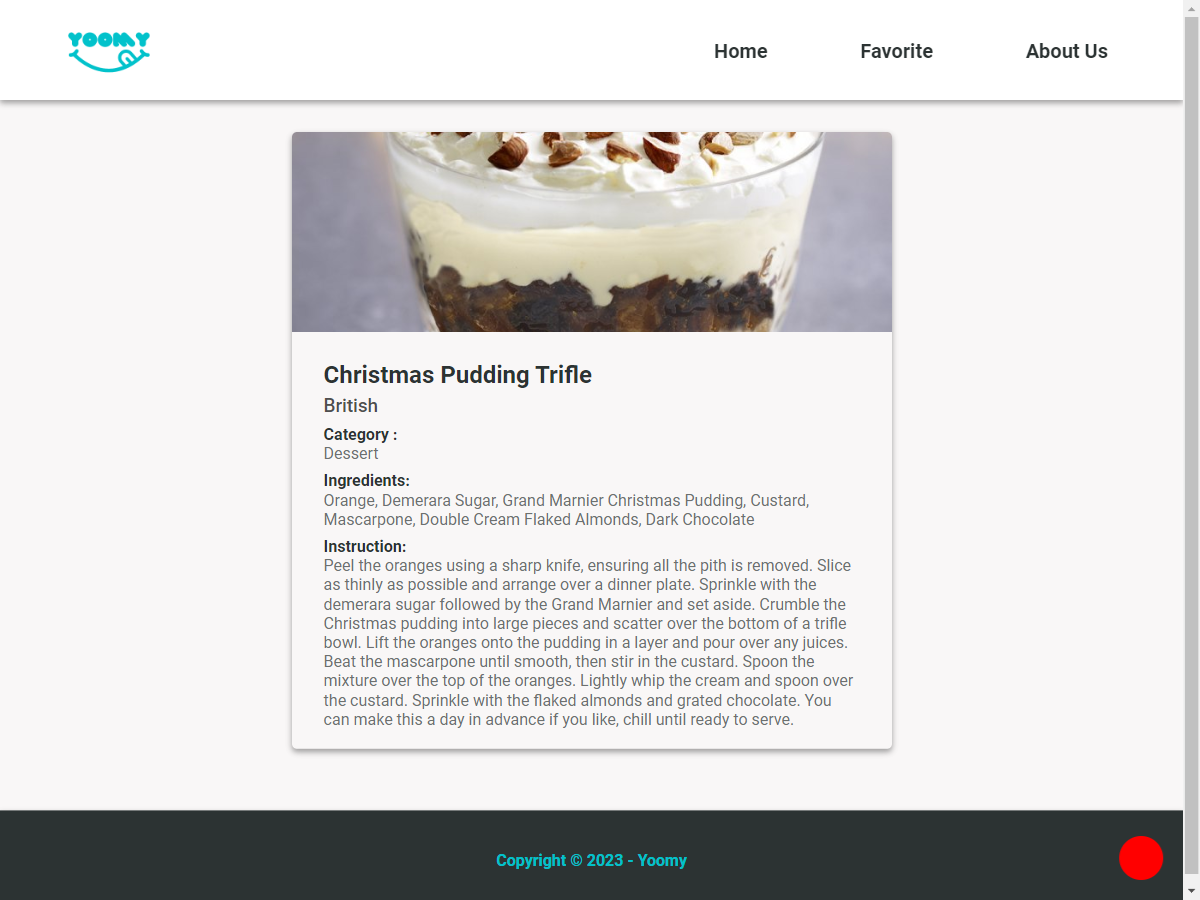 YOOMY
Home Favorite About Us
Christmas Pudding Trifle
British
Category :
Dessert
Ingredients:
Orange, Demerara Sugar, Grand Marnier Christmas Pudding, Custard,
Mascarpone, Double Cream Flaked Almonds, Dark Chocolate
Instruction:
Peel the oranges using a sharp knife, ensuring all the pith is removed. Slice
as thinly as possible and arrange over a dinner plate. Sprinkle with the
demerara sugar followed by the Grand Marnier and set aside. Crumble the
Christmas pudding into large pieces and scatter over the bottom of a trifle
bowl. Lift the oranges onto the pudding in a layer and pour over any juices.
Beat the mascarpone until smooth, then stir in the custard. Spoon the
mixture over the top of the oranges. Lightly whip the cream and spoon over
the custard. Sprinkle with the flaked almonds and grated chocolate. You
can make this a day in advance if you like, chill until ready to serve.
Copyright © 2023 - Yoomy